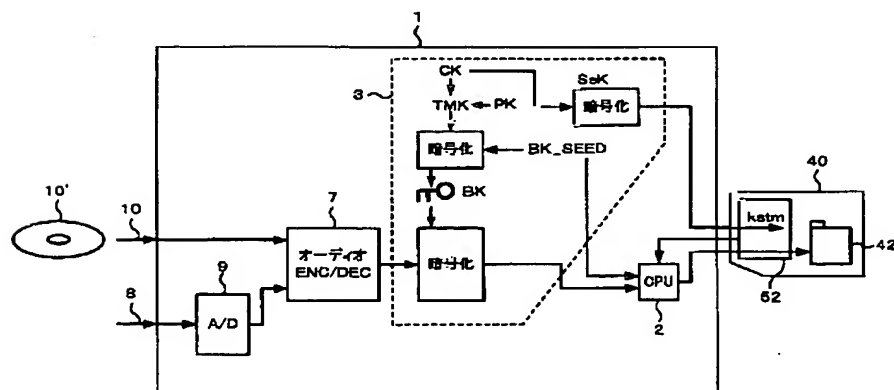 1
CK
3
SeK
TMK
PK
暗号化
暗号化
BK_SEED
10'
10
7
BK
40
オーディオ
ENC/DEC
暗号化
kstm
42
9
CPU
8
A/D
2
52